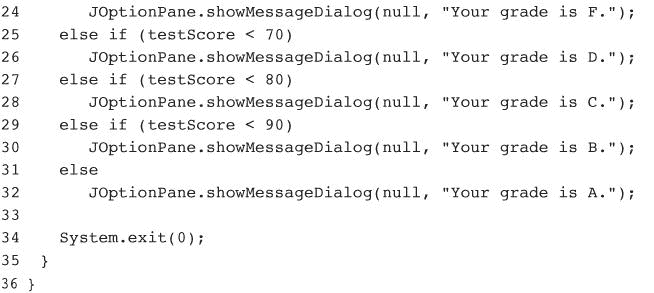 24       JOptionPane.showMessageDialog(null, "Your grade is F.");
25    else if (testScore < 70)
26       JOptionPane.showMessageDialog(null, "Your grade is D.");
27    else if (testScore < 80)
28       JOptionPane.showMessageDialog(null, "Your grade is C.");
29    else if (testScore < 90)
30       JOptionPane.showMessageDialog(null, "Your grade is B.");
31    else
32       JOptionPane.showMessageDialog(null, "Your grade is A.");
33
34    System.exit(0);
35  }
36 }